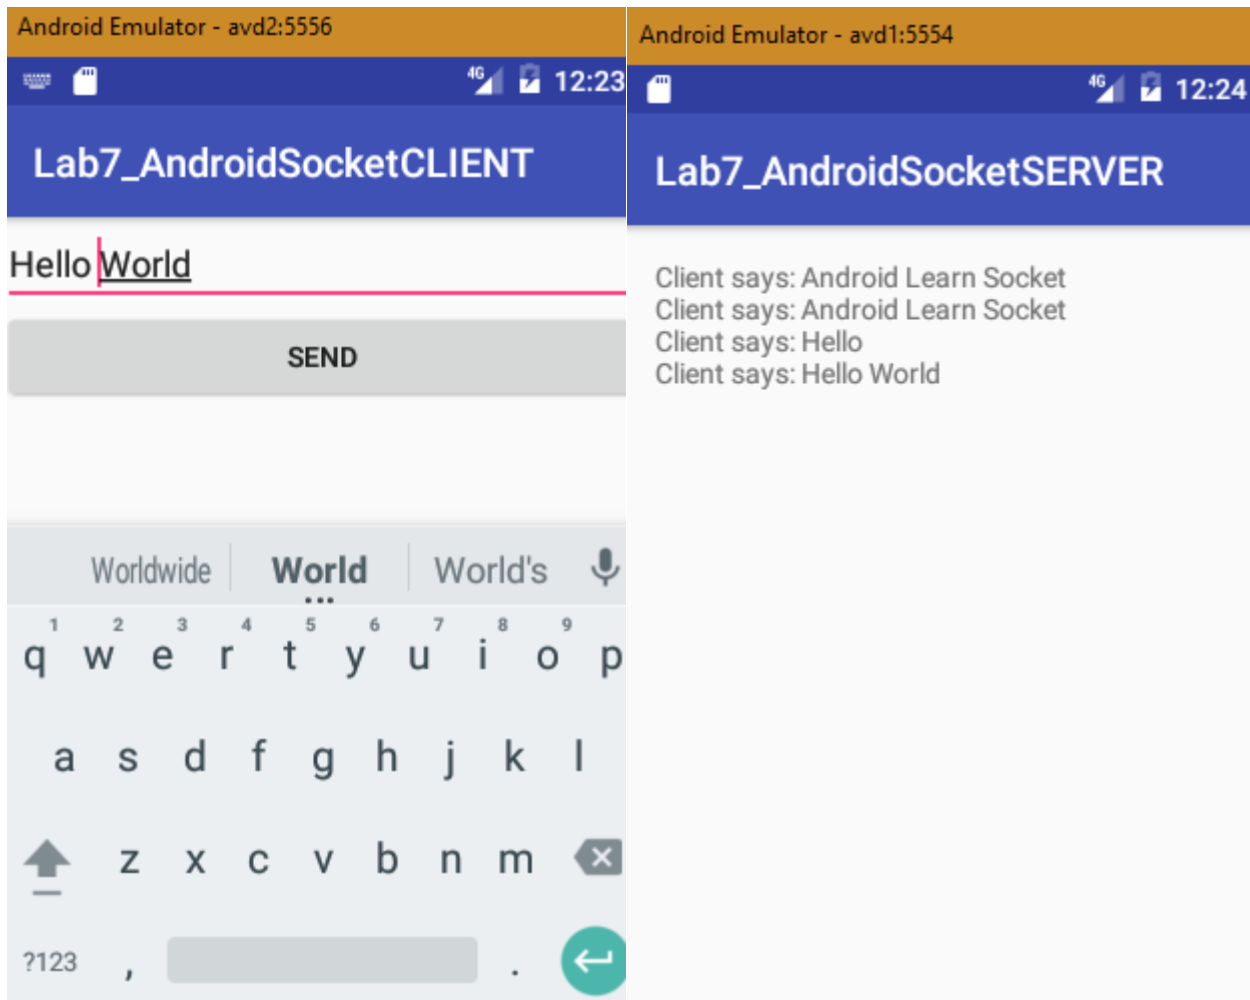 Android Emulator - avd2:5556
4G 12:23
Lab7_AndroidSocketCLIENT
Hello World
SEND
Worldwide World World's
1 2 3 4 5 6 7 8 9
q w e r t y u i o p
a s d f g h j k l
z x c v b n m
?123 , .
Android Emulator - avd1:5554
4G 12:24
Lab7_AndroidSocketSERVER
Client says: Android Learn Socket
Client says: Android Learn Socket
Client says: Hello
Client says: Hello World